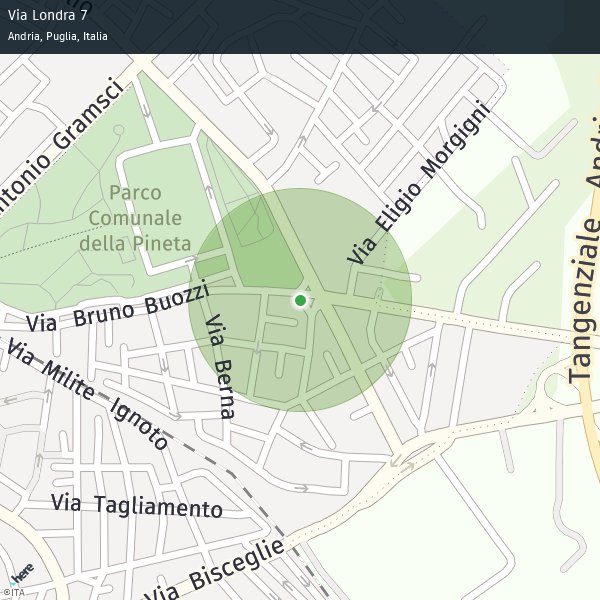 Via Londra 7
Andria, Puglia, Italia
Antonio Gramsci
Via Eligio Morgigni
Parco
Comunale
della Pineta
Tangenziale Andri
Via Bruno Buozzi
Via Berna
Via Milite Ignoto
Via Tagliamento
Via Bisceglie
here
©ITA